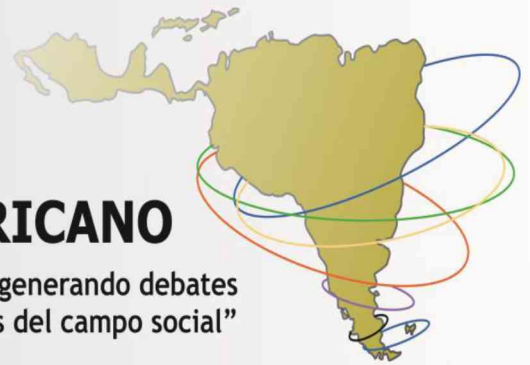 RICANO
generando debates
s del campo social”